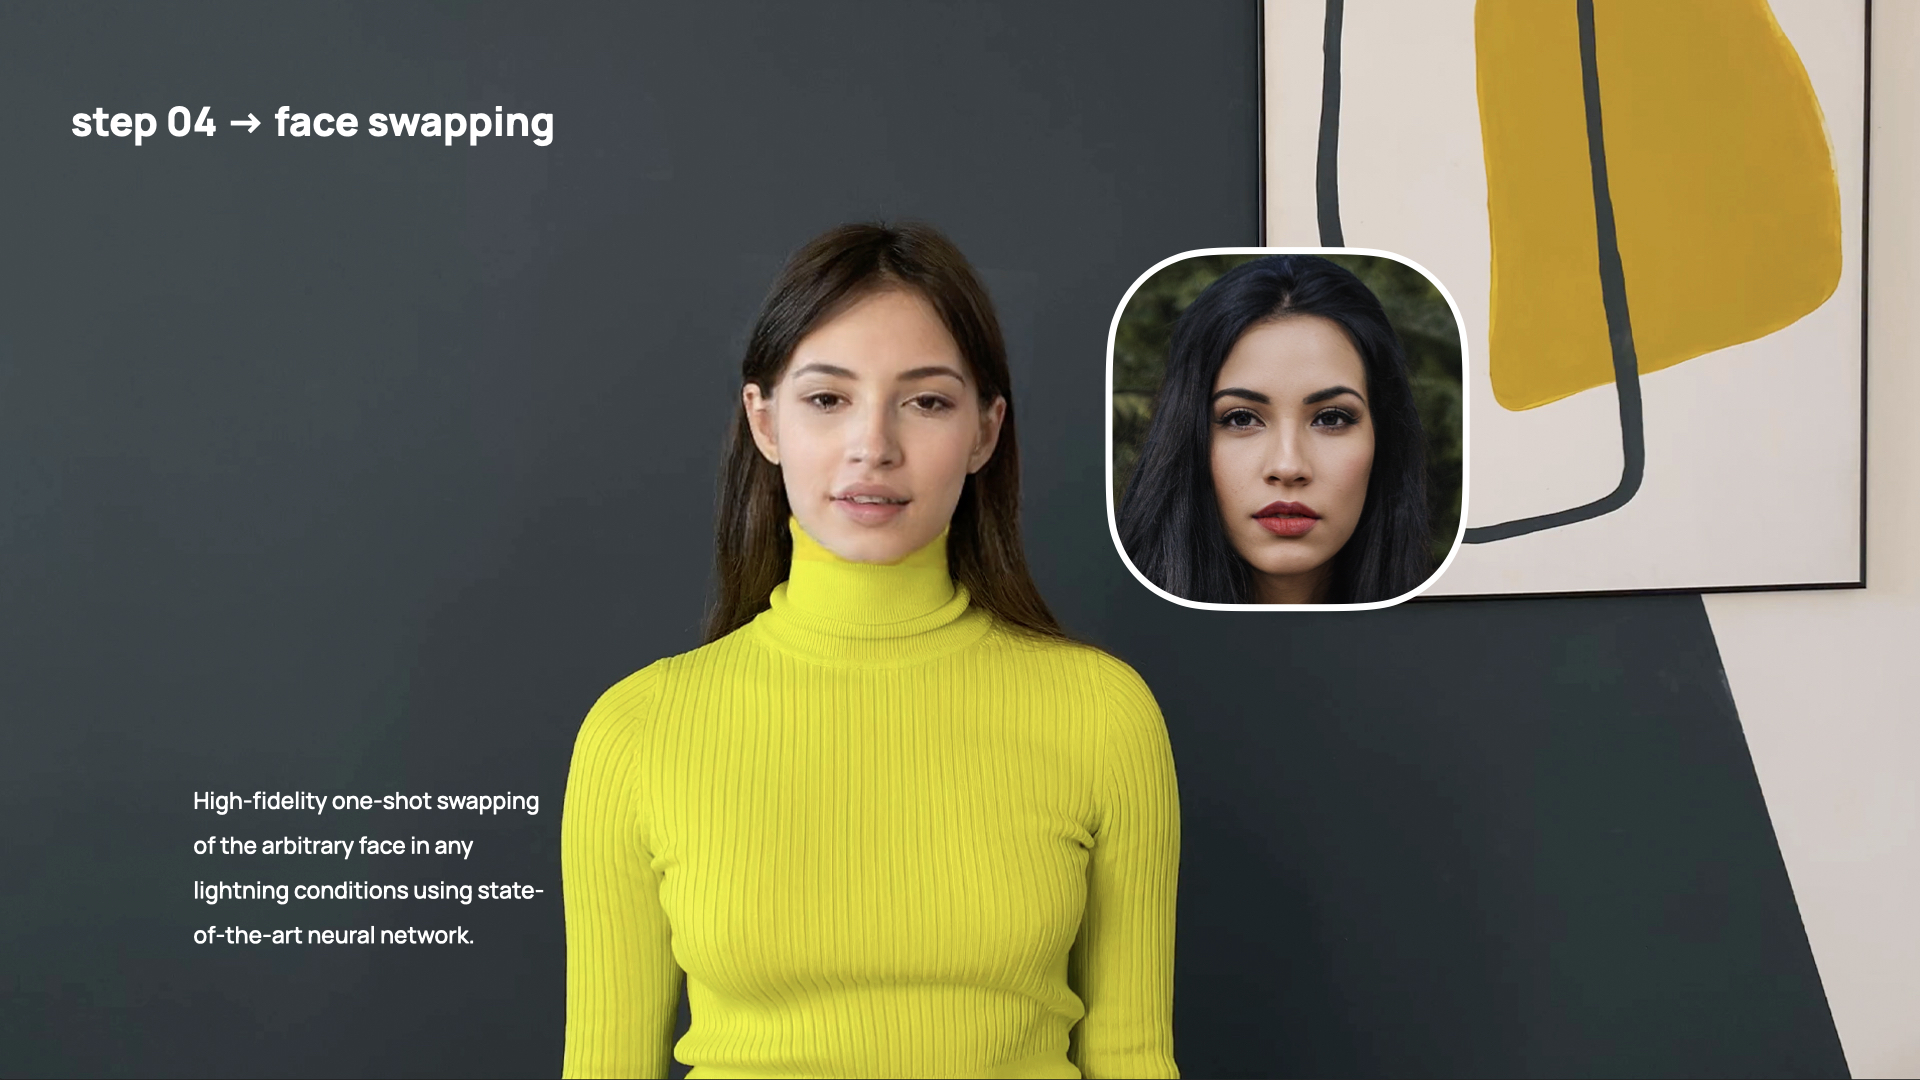 step 04 → face swapping
High-fidelity one-shot swapping
of the arbitrary face in any
lightning conditions using state-
of-the-art neural network.